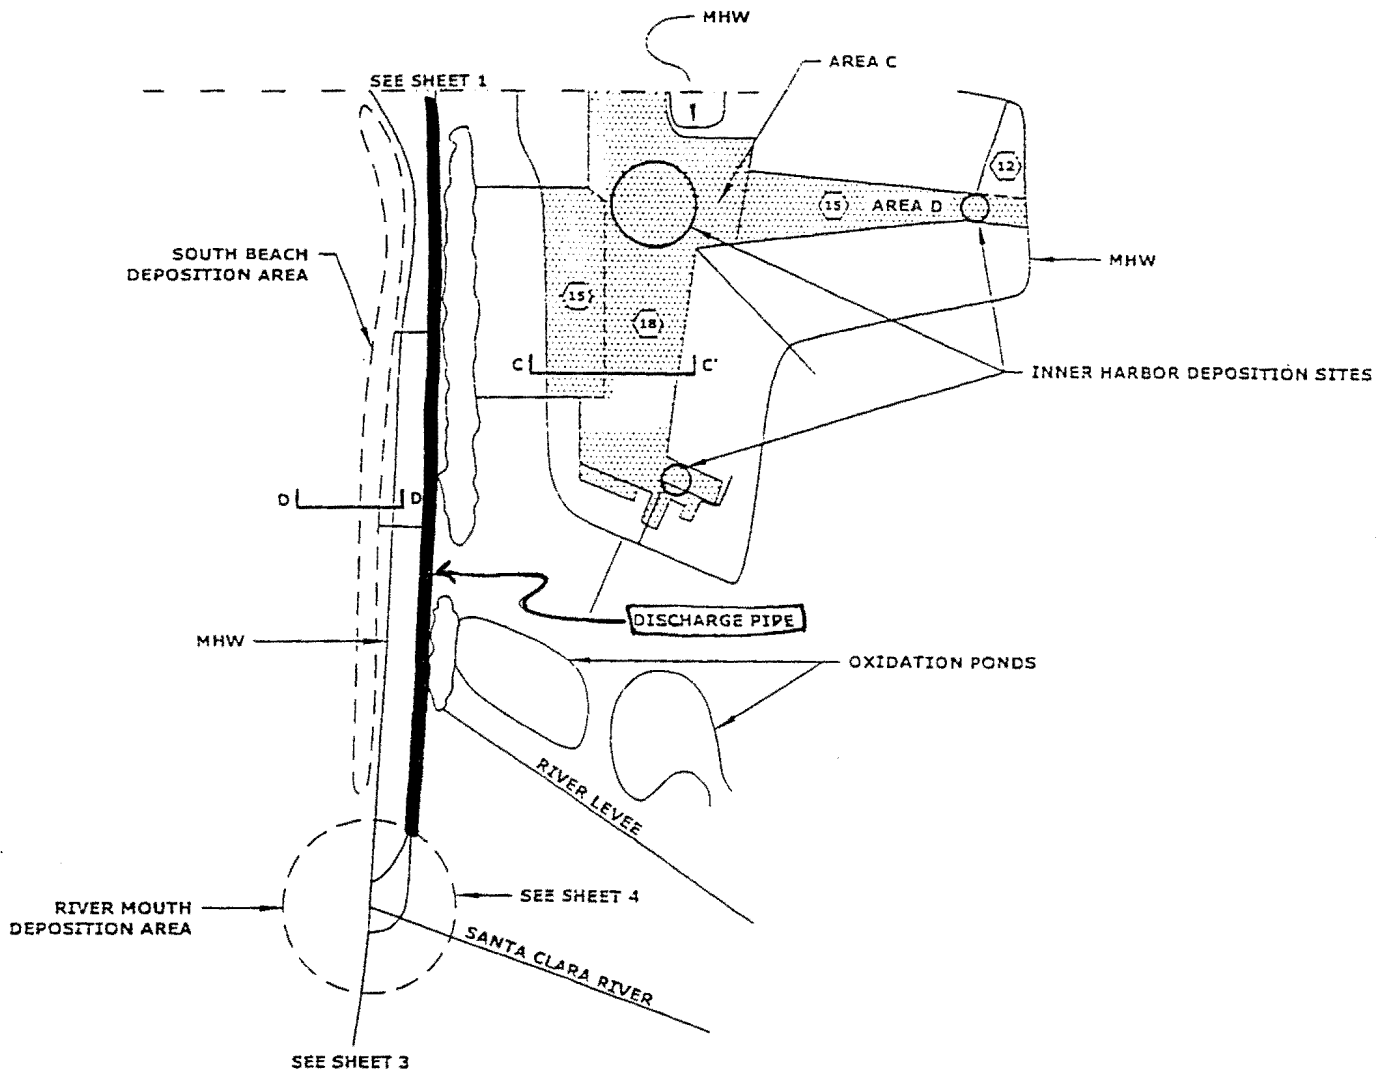 MHW
AREA C
SEE SHEET 1
12
15
AREA D
SOUTH BEACH
DEPOSITION AREA
MHW
15
18
C
C'
INNER HARBOR DEPOSITION SITES
D
D
DISCHARGE PIPE
MHW
OXIDATION PONDS
RIVER LEVEE
SEE SHEET 4
RIVER MOUTH
DEPOSITION AREA
SANTA CLARA RIVER
SEE SHEET 3